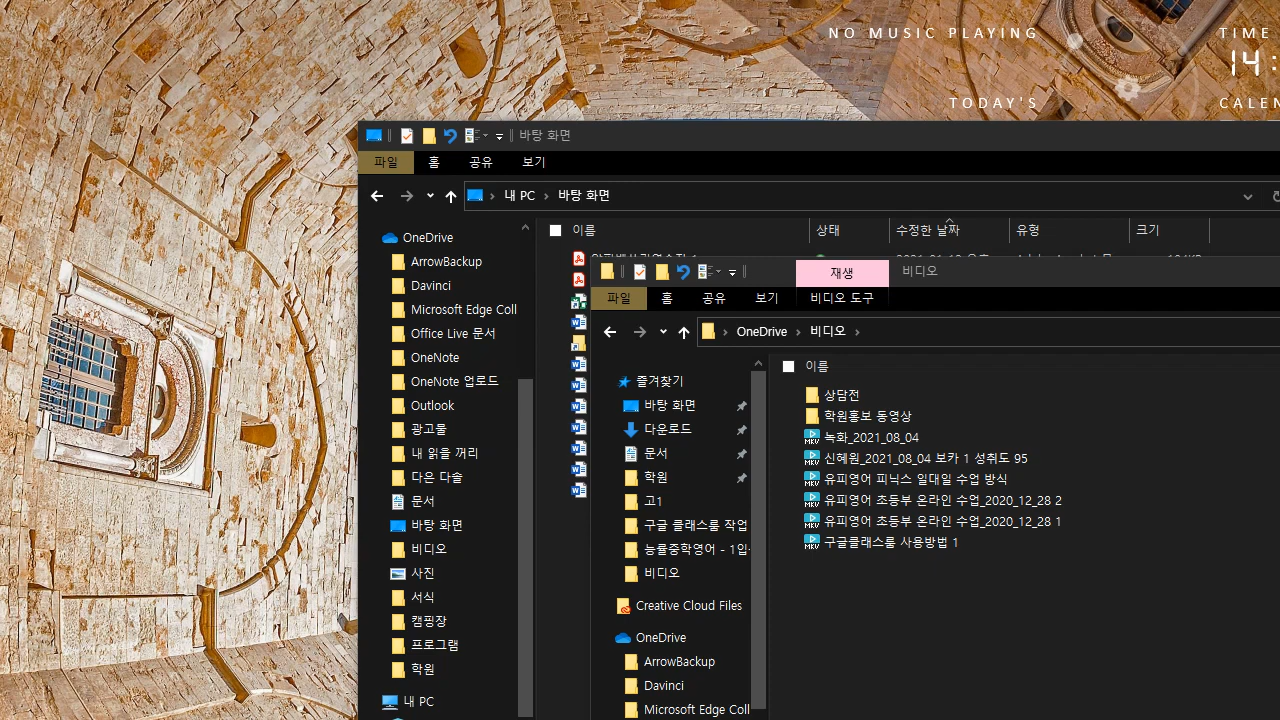 NO MUSIC PLAYING
TIME
14:
TODAY'S
CALEN
바탕 화면
파일 홈 공유 보기
내 PC 바탕 화면
이름 상태 수정한 날짜 유형 크기
OneDrive
ArrowBackup
Davinci
Microsoft Edge Coll
Office Live 문서
OneNote
OneNote 업로드
Outlook
광고물
내 읽을 꺼리
다은 다솔
문서
바탕 화면
비디오
사진
서식
캠핑장
프로그램
학원
내 PC
재생 비디오
파일 홈 공유 보기 비디오 도구
OneDrive 비디오
즐겨찾기
바탕 화면
다운로드
문서
학원
고1
구글 클래스룸 작업
능률중학영어 - 1입
비디오
Creative Cloud Files
OneDrive
ArrowBackup
Davinci
Microsoft Edge Coll
이름
상담전
학원홍보 동영상
녹화_2021_08_04
신혜원_2021_08_04 보카 1 성취도 95
유피영어 피닉스 일대일 수업 방식
유피영어 초등부 온라인 수업_2020_12_28 2
유피영어 초등부 온라인 수업_2020_12_28 1
구글클래스룸 사용방법 1